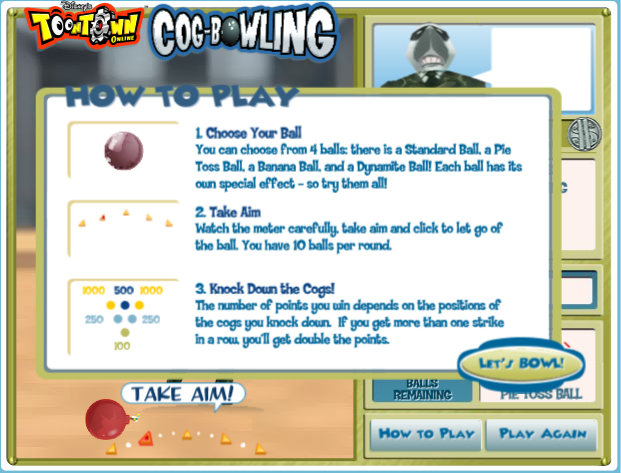 Disney's
TOONTOWN
ONLINE
COG-BOWLING
HOW TO PLAY
1. Choose Your Ball
You can choose from 4 balls: there is a Standard Ball, a Pie
Toss Ball, a Banana Ball, and a Dynamite Ball! Each ball has its
own special effect - so try them all!
2. Take Aim
Watch the meter carefully, take aim and click to let go of
the ball. You have 10 balls per round.
1000 500 1000
250 250
100
3. Knock Down the Cogs!
The number of points you win depends on the positions of
the cogs you knock down. If you get more than one strike
in a row, you'll get double the points.
LET'S BOWL!
BALLS
REMAINING
PIE TOSS BALL
TAKE AIM!
HOW TO PLAY
PLAY AGAIN